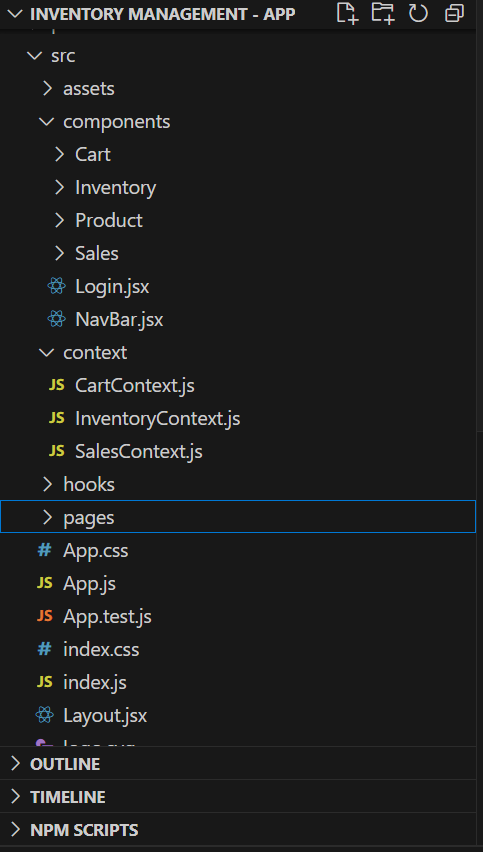 INVENTORY MANAGEMENT - APP
src
assets
components
Cart
Inventory
Product
Sales
Login.jsx
NavBar.jsx
context
JS CartContext.js
JS InventoryContext.js
JS SalesContext.js
hooks
pages
# App.css
JS App.js
JS App.test.js
# index.css
JS index.js
Layout.jsx
OUTLINE
TIMELINE
NPM SCRIPTS